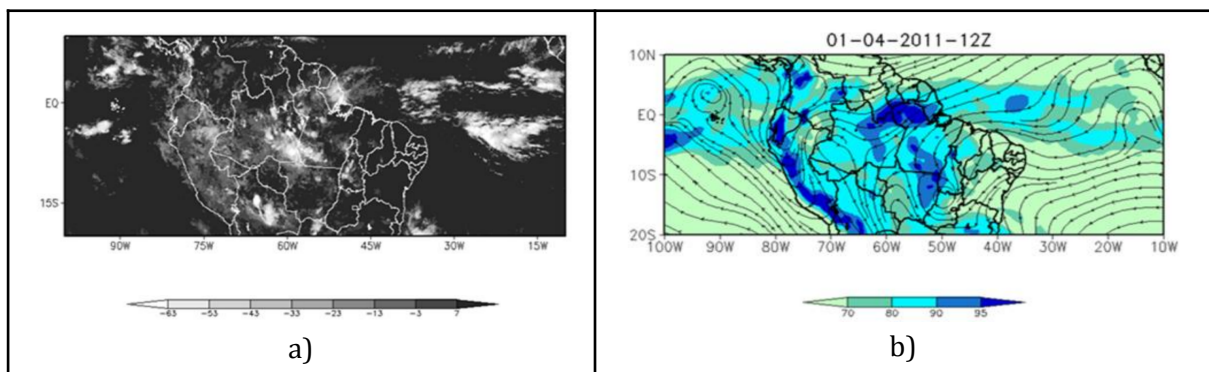 EQ
15S
90W 75W 60W 45W 30W 15W
-63 -53 -43 -33 -23 -13 -3 7
a)
01-04-2011-12Z
10N
EQ
10S
20S
100W 90W 80W 70W 60W 50W 40W 30W 20W 10W
70 80 90 95
b)